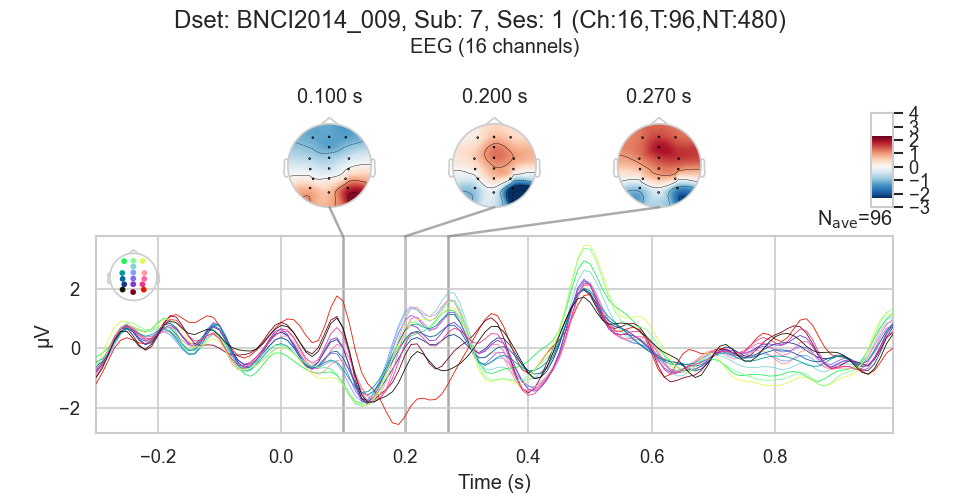 Dset: BNCI2014_009, Sub: 7, Ses: 1 (Ch:16,T:96,NT:480)
EEG (16 channels)
0.100 s
0.200 s
0.270 s
4
3
2
1
0
−1
−2
−3
Nave=96
μV
2
0
−2
−0.2
0.0
0.2
0.4
0.6
0.8
Time (s)